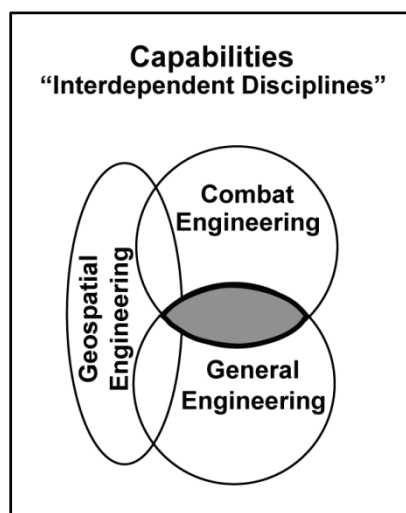 Capabilities
“Interdependent Disciplines”
Combat
Engineering
Geospatial
Engineering
General
Engineering